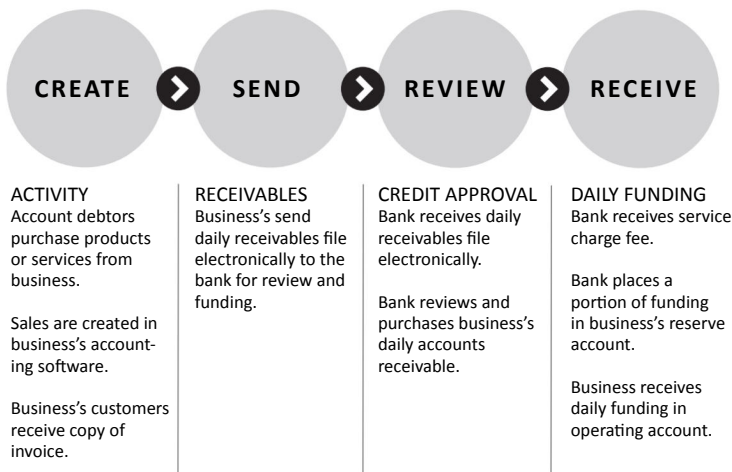 CREATE
SEND
REVIEW
RECEIVE
ACTIVITY
Account debtors
purchase products
or services from
business.
Sales are created in
business’s account-
ing software.
Business’s customers
receive copy of
invoice.
RECEIVABLES
Business’s send
daily receivables file
electronically to the
bank for review and
funding.
CREDIT APPROVAL
Bank receives daily
receivables file
electronically.
Bank reviews and
purchases business’s
daily accounts
receivable.
DAILY FUNDING
Bank receives service
charge fee.
Bank places a
portion of funding
in business’s reserve
account.
Business receives
daily funding in
operating account.